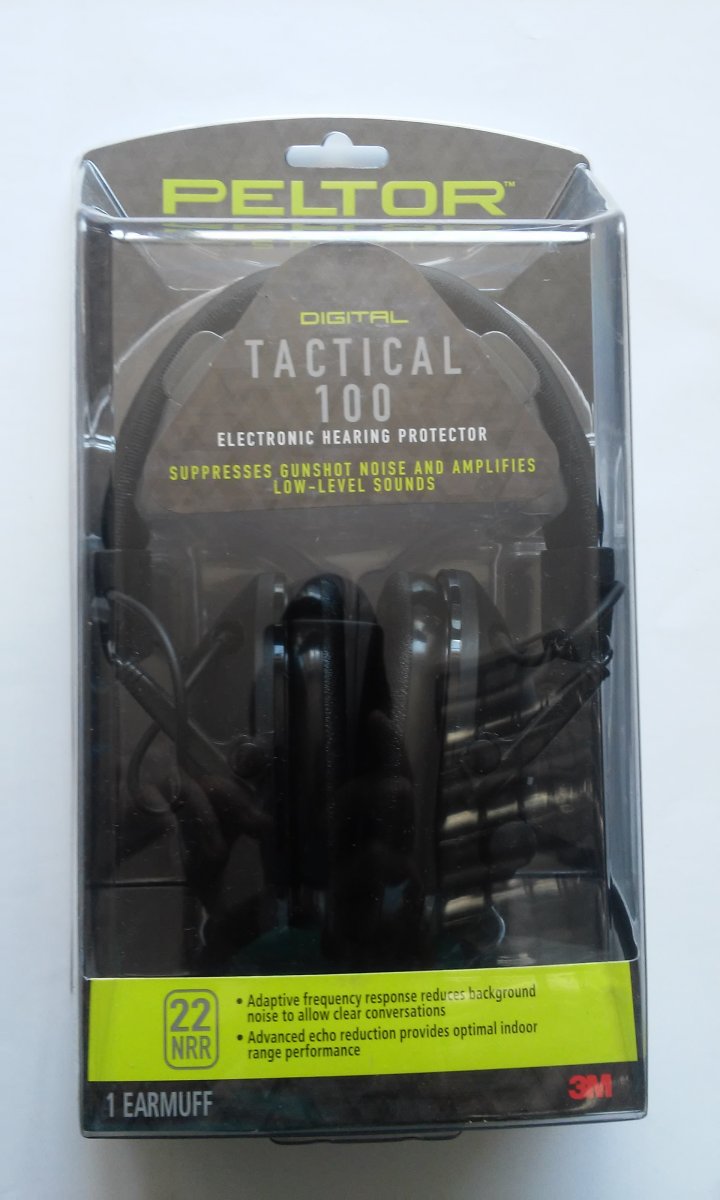 PELTOR™
DIGITAL
TACTICAL
100
ELECTRONIC HEARING PROTECTOR
SUPPRESSES GUNSHOT NOISE AND AMPLIFIES
LOW-LEVEL SOUNDS
22
NRR
• Adaptive frequency response reduces background
noise to allow clear conversations
• Advanced echo reduction provides optimal indoor
range performance
1 EARMUFF
3M